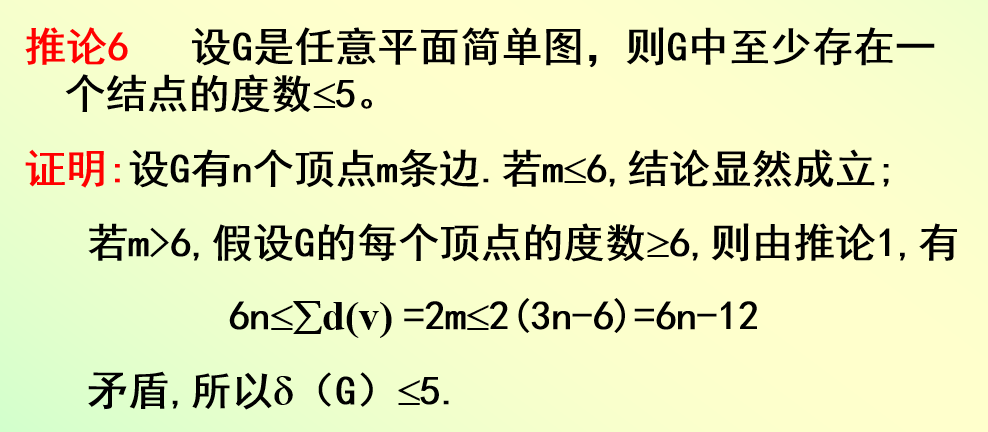 推论6 设G是任意平面简单图，则G中至少存在一
个结点的度数≤5。
证明:设G有n个顶点m条边.若m≤6,结论显然成立;
若m>6,假设G的每个顶点的度数≥6,则由推论1,有
6n≤∑d(v) =2m≤2(3n-6)=6n-12
矛盾,所以δ（G）≤5.